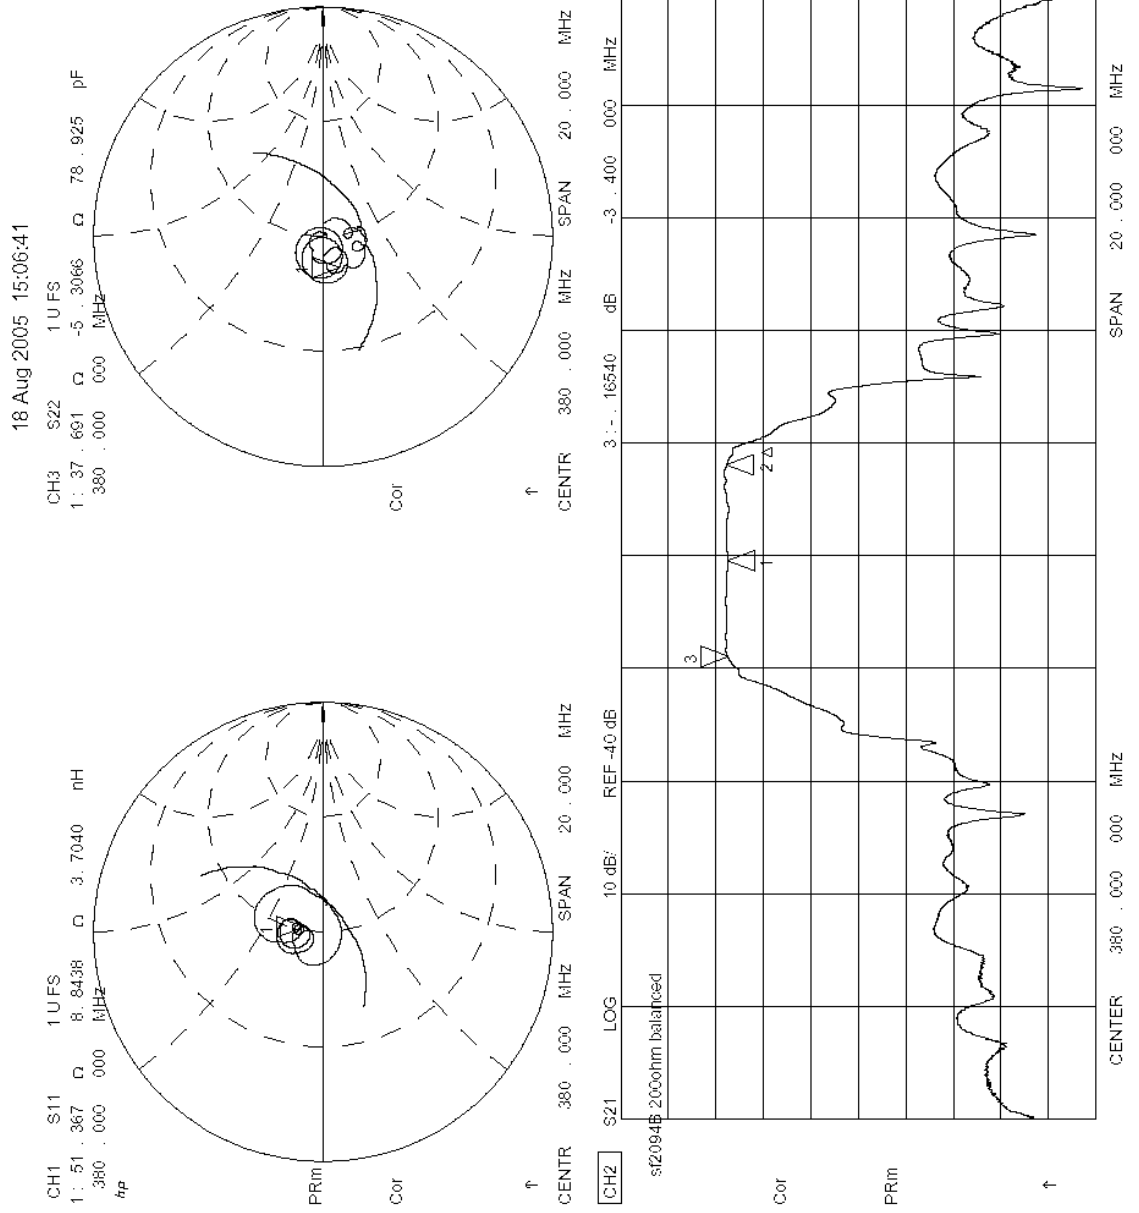 18 Aug 2005 15:06:41
CH1 S11 1 U FS
1 : 51 . 367 Ω 8 . 8438 Ω 3 . 7040 nH
380 . 000 000 MHz
hp
PRm
Cor
↑
CENTR 380 . 000 MHz SPAN 20 . 000 MHz
CH3 S22 1 U FS
1 : 37 . 691 Ω -5 . 3066 Ω 78 . 925 pF
380 . 000 000 MHz
1
Cor
↑
CENTR 380 . 000 MHz SPAN 20 . 000 MHz
CH2 S21 LOG 10 dB/ REF -40 dB 3 : - . 16540 dB -3 . 400 000 MHz
sf2094B 200ohm balanced
3
1
2
Cor
PRm
↑
CENTER 380 . 000 000 MHz SPAN 20 . 000 000 MHz